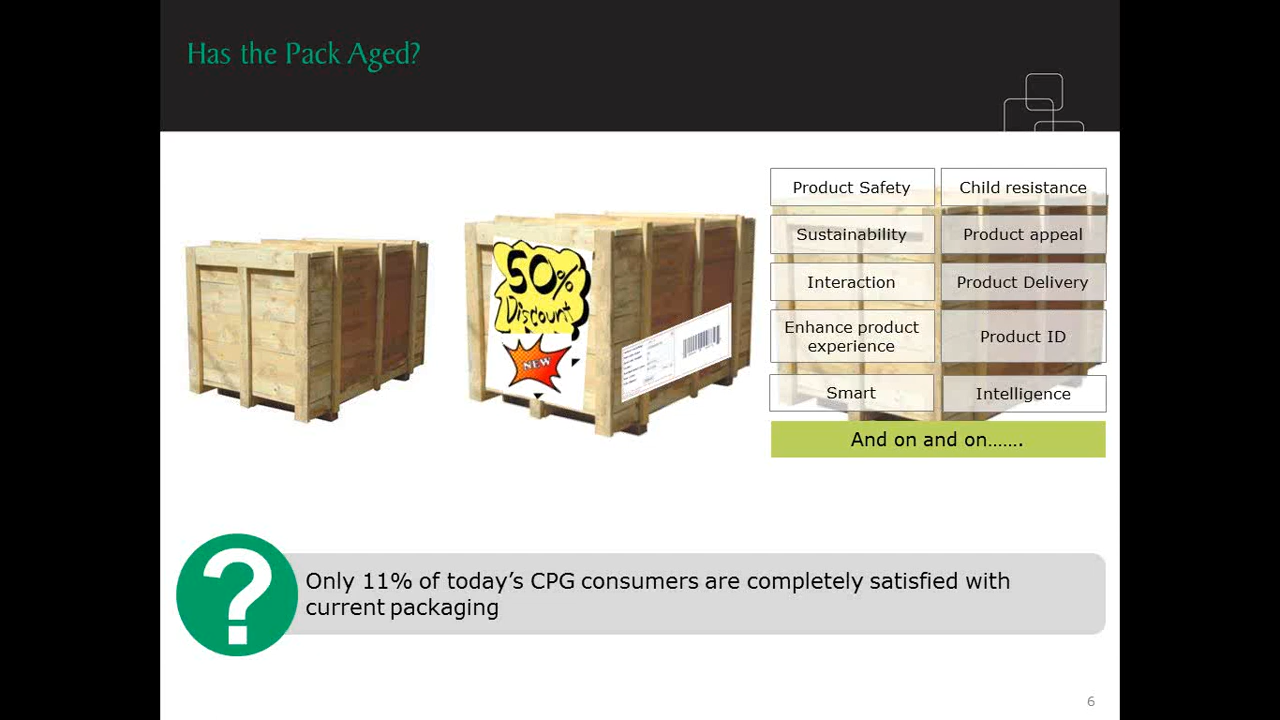 Has the Pack Aged?
Product Safety
Child resistance
Sustainability
Product appeal
Interaction
Product Delivery
Enhance product
experience
Product ID
Smart
Intelligence
And on and on…….
50%
Discount
NEW
Only 11% of today’s CPG consumers are completely satisfied with
current packaging
?
6